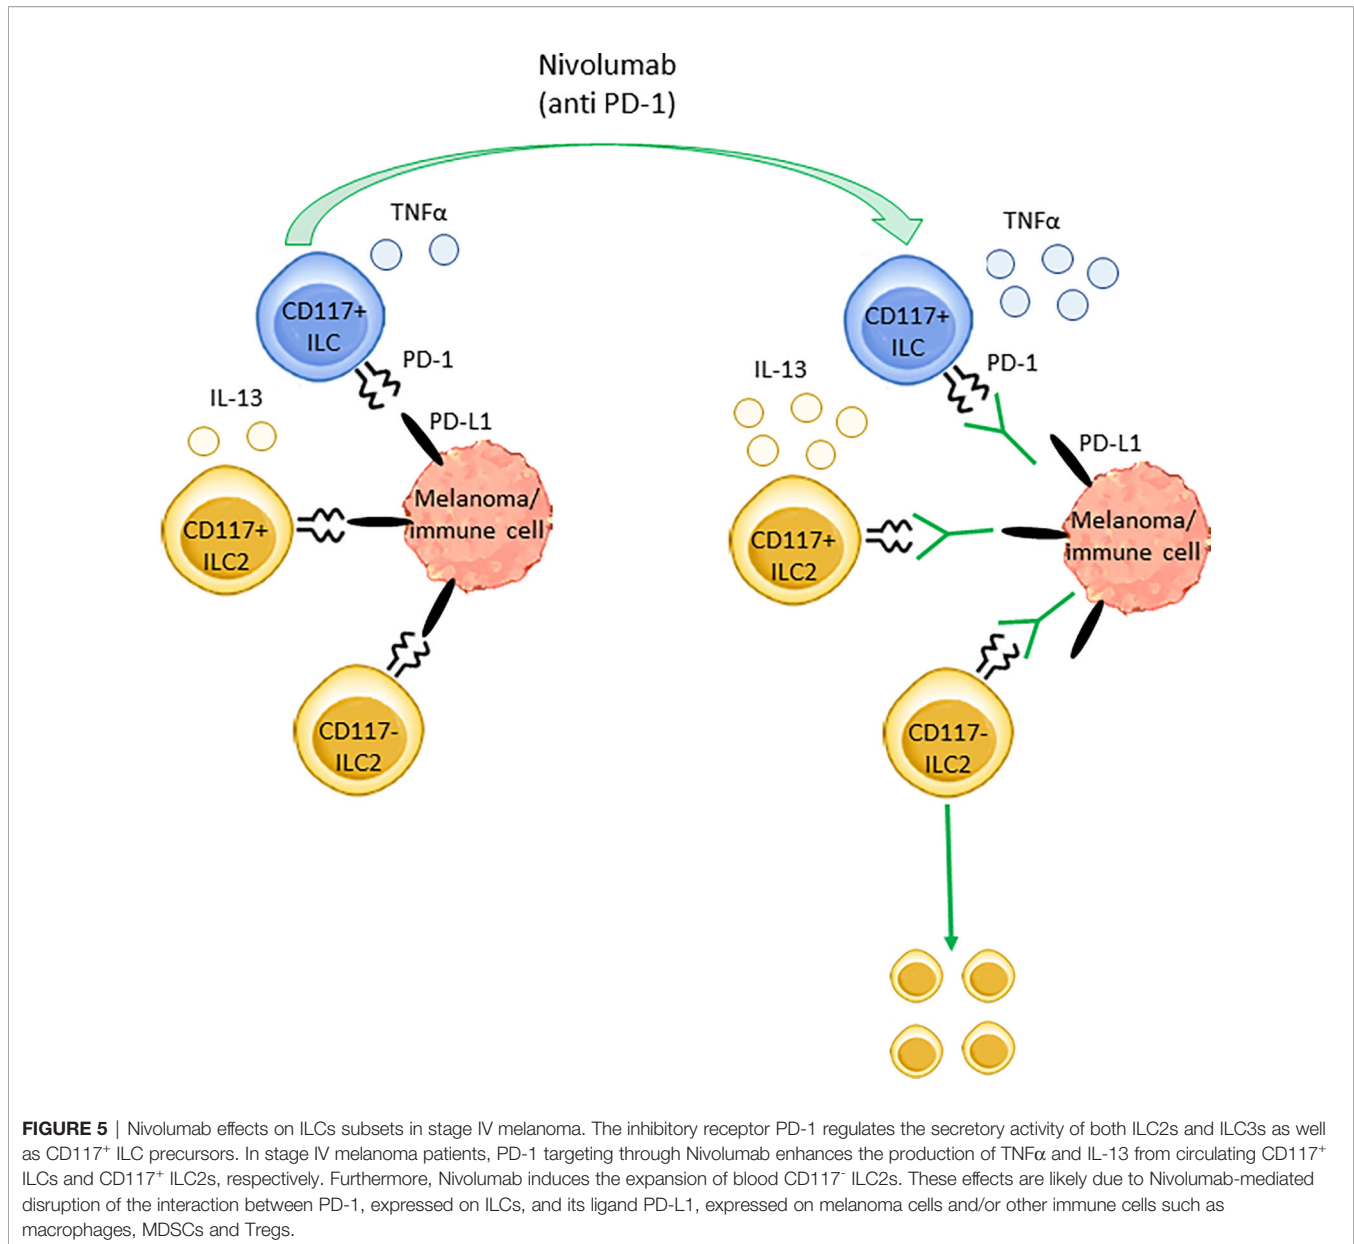 Nivolumab
(anti PD-1)
TNFα
CD117+
ILC
PD-1
IL-13
PD-L1
CD117+
ILC2
Melanoma/
immune cell
CD117-
ILC2
TNFα
CD117+
ILC
PD-1
IL-13
PD-L1
CD117+
ILC2
Melanoma/
immune cell
CD117-
ILC2
FIGURE 5 | Nivolumab effects on ILCs subsets in stage IV melanoma. The inhibitory receptor PD-1 regulates the secretory activity of both ILC2s and ILC3s as well
as CD117⁺ ILC precursors. In stage IV melanoma patients, PD-1 targeting through Nivolumab enhances the production of TNFα and IL-13 from circulating CD117⁺
ILCs and CD117⁺ ILC2s, respectively. Furthermore, Nivolumab induces the expansion of blood CD117⁻ ILC2s. These effects are likely due to Nivolumab-mediated
disruption of the interaction between PD-1, expressed on ILCs, and its ligand PD-L1, expressed on melanoma cells and/or other immune cells such as
macrophages, MDSCs and Tregs.